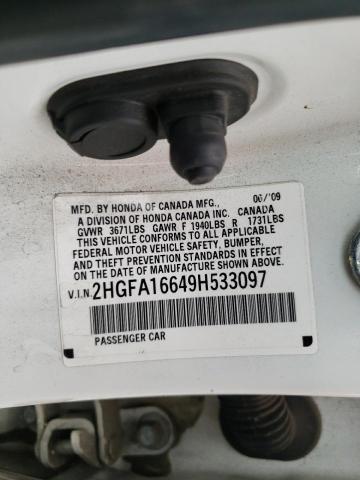 MFD. BY HONDA OF CANADA MFG., 06/'09
A DIVISION OF HONDA CANADA INC. CANADA
GVWR 3671LBS GAWR F 1940LBS R 1731LBS
THIS VEHICLE CONFORMS TO ALL APPLICABLE
FEDERAL MOTOR VEHICLE SAFETY, BUMPER,
AND THEFT PREVENTION STANDARDS IN EFFECT
ON THE DATE OF MANUFACTURE SHOWN ABOVE.
V.I.N. 2HGFA16649H533097
PASSENGER CAR